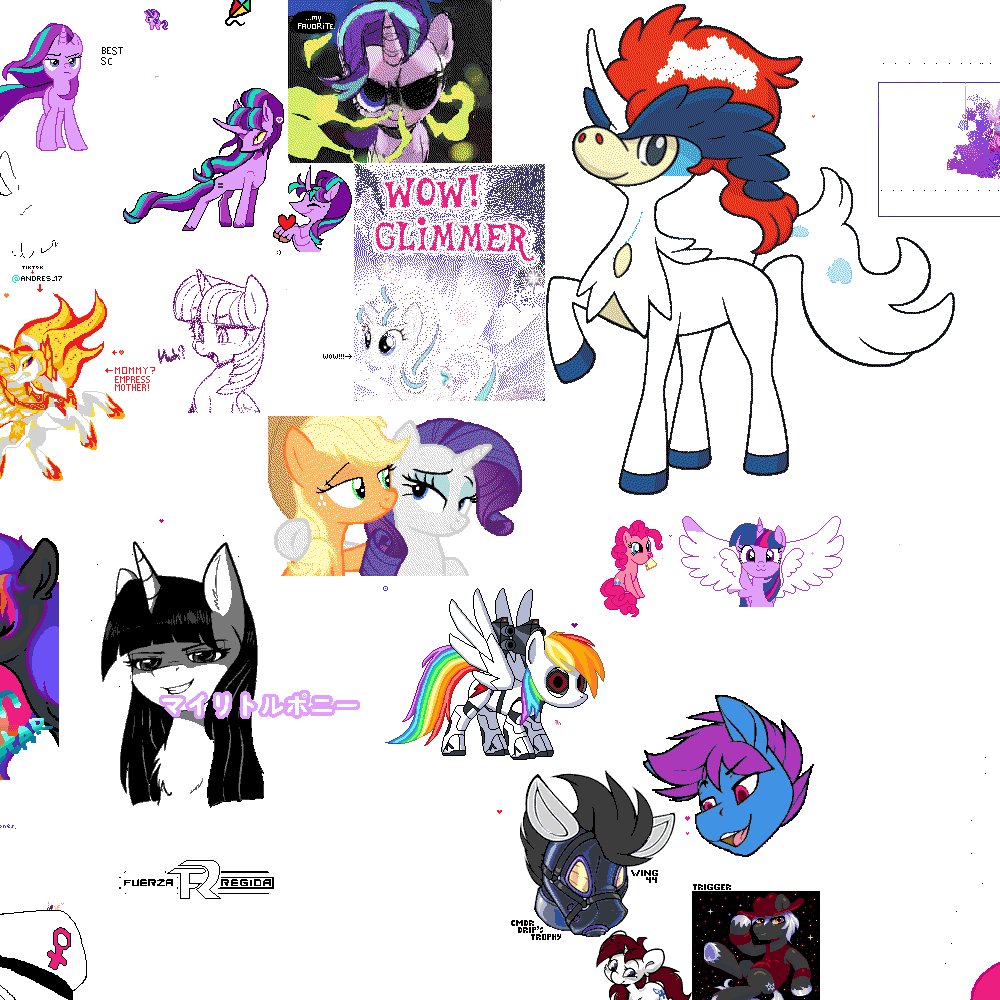 ...my
FAVORITE
BEST
SC
WOW!
GLIMMER
TIKTOK
@ANDRES_17
Huh?
WOW!!!→
←MOMMY?
EMPRESS
MOTHER!
マイリトルポニー
FUERZA R REGIDA
WING
44
TRIGGER
CMDR
DRIP'S
TROPHY